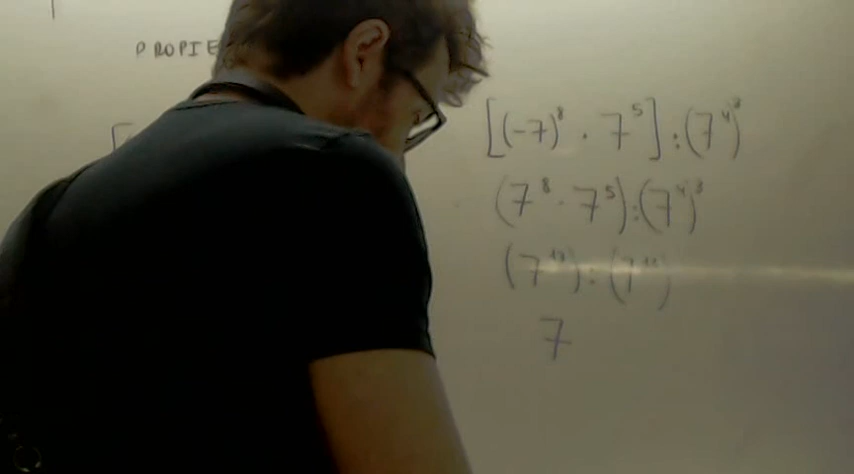 PROPIE
[(-7)⁸ · 7⁵] : (7⁴)³
(7⁸ · 7⁵) : (7⁴)³
(7¹³) : (7¹²)
7